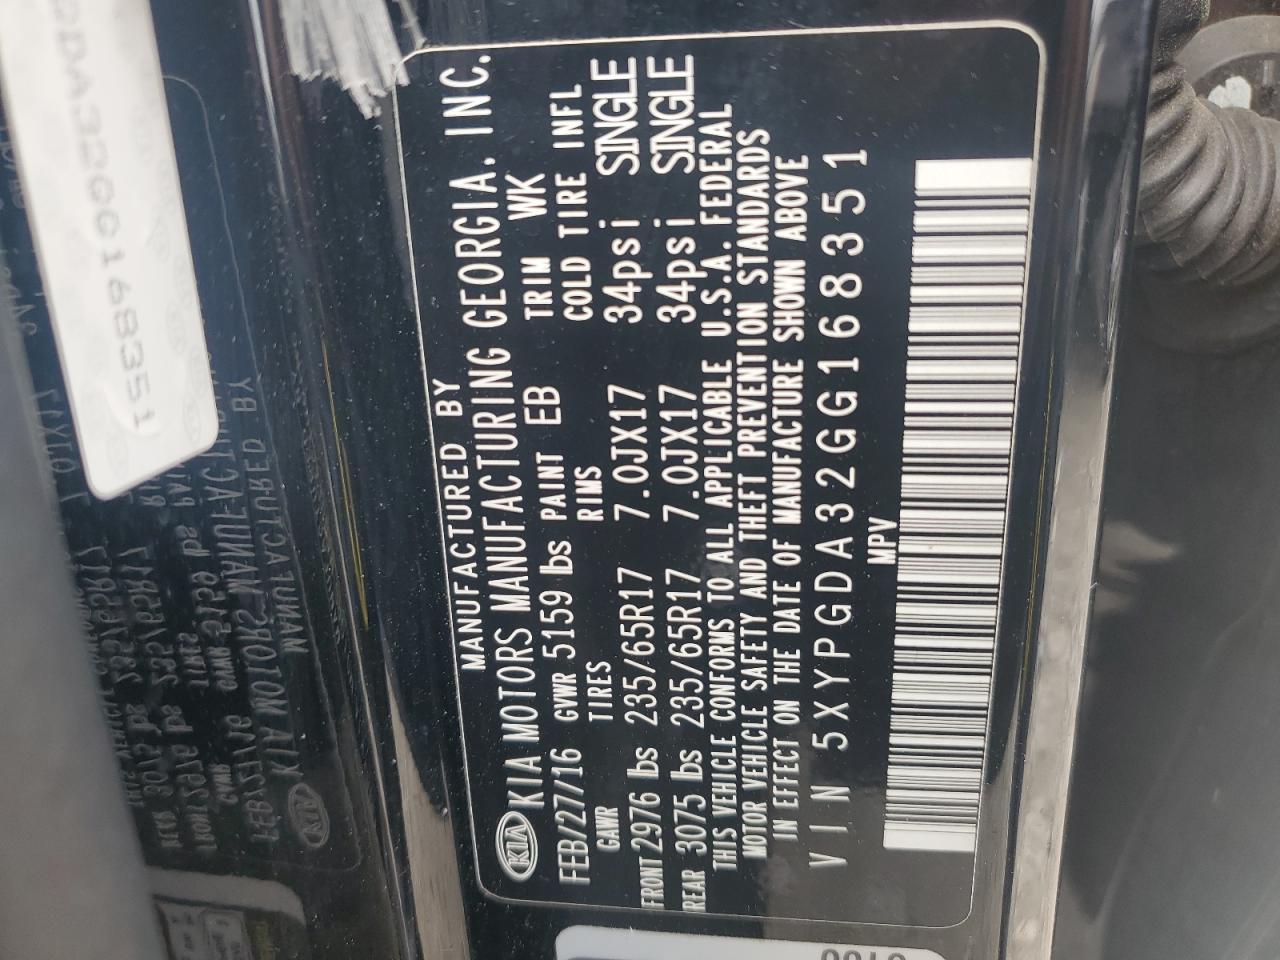 MANUFACTURED BY
KIA KIA MOTORS MANUFACTURING GEORGIA, INC.
FEB/27/16 GVWR 5159 lbs PAINT EB TRIM WK
GAWR TIRES RIMS COLD TIRE INFL
FRONT 2976 lbs 235/65R17 7.0JX17 34psi SINGLE
REAR 3075 lbs 235/65R17 7.0JX17 34psi SINGLE
THIS VEHICLE CONFORMS TO ALL APPLICABLE U.S.A. FEDERAL
MOTOR VEHICLE SAFETY AND THEFT PREVENTION STANDARDS
IN EFFECT ON THE DATE OF MANUFACTURE SHOWN ABOVE
VIN 5XYPGDA32GG168351
MPV
GDA32GG168351